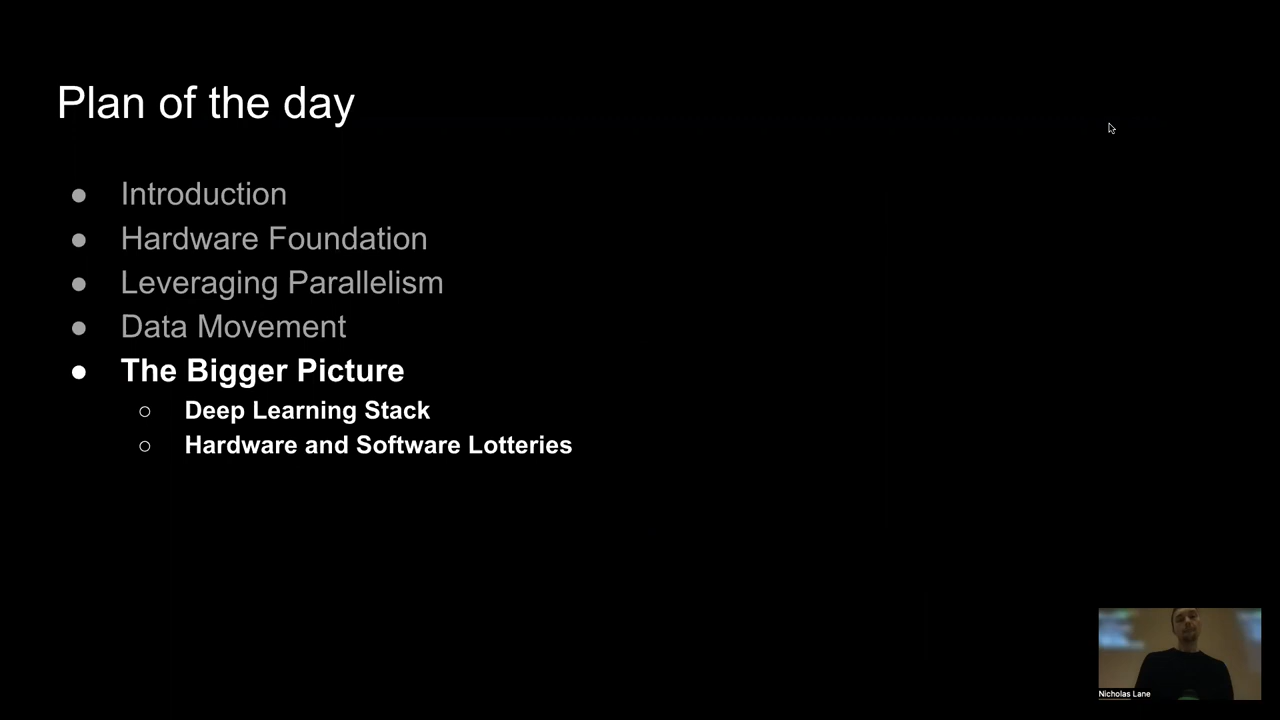 Plan of the day
● Introduction
● Hardware Foundation
● Leveraging Parallelism
● Data Movement
● The Bigger Picture
○ Deep Learning Stack
○ Hardware and Software Lotteries
Nicholas Lane